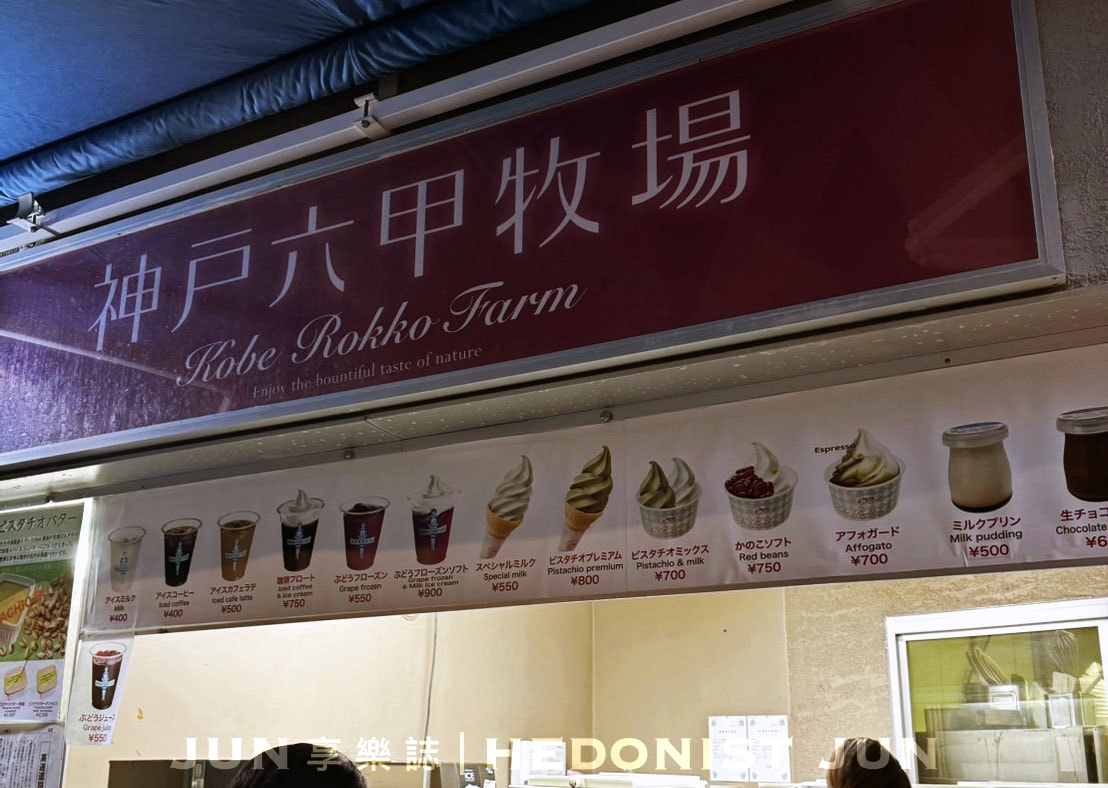 神戸六甲牧場
Kobe Rokko Farm
Enjoy the bountiful taste of nature
ピスタチオバター
アイスミルク
Milk
¥400
アイスコーヒー
Iced coffee
¥400
アイスカフェラテ
Iced cafe latte
¥500
珈琲フロート
Iced coffee
& Ice cream
¥750
ぶどうフローズン
Grape frozen
¥550
ぶどうフローズンソフト
Grape frozen
& Milk Ice cream
¥900
スペシャルミルク
Special milk
¥550
ピスタチオプレミアム
Pistachio premium
¥800
ピスタチオミックス
Pistachio & milk
¥700
かのこソフト
Red beans
¥750
Espresso
アフォガード
Affogato
¥700
ミルクプリン
Milk pudding
¥500
生チョコ
Chocolate
¥6
ぶどうジュース
Grape juice
¥550
JUN享樂誌|HEDONIST JUN